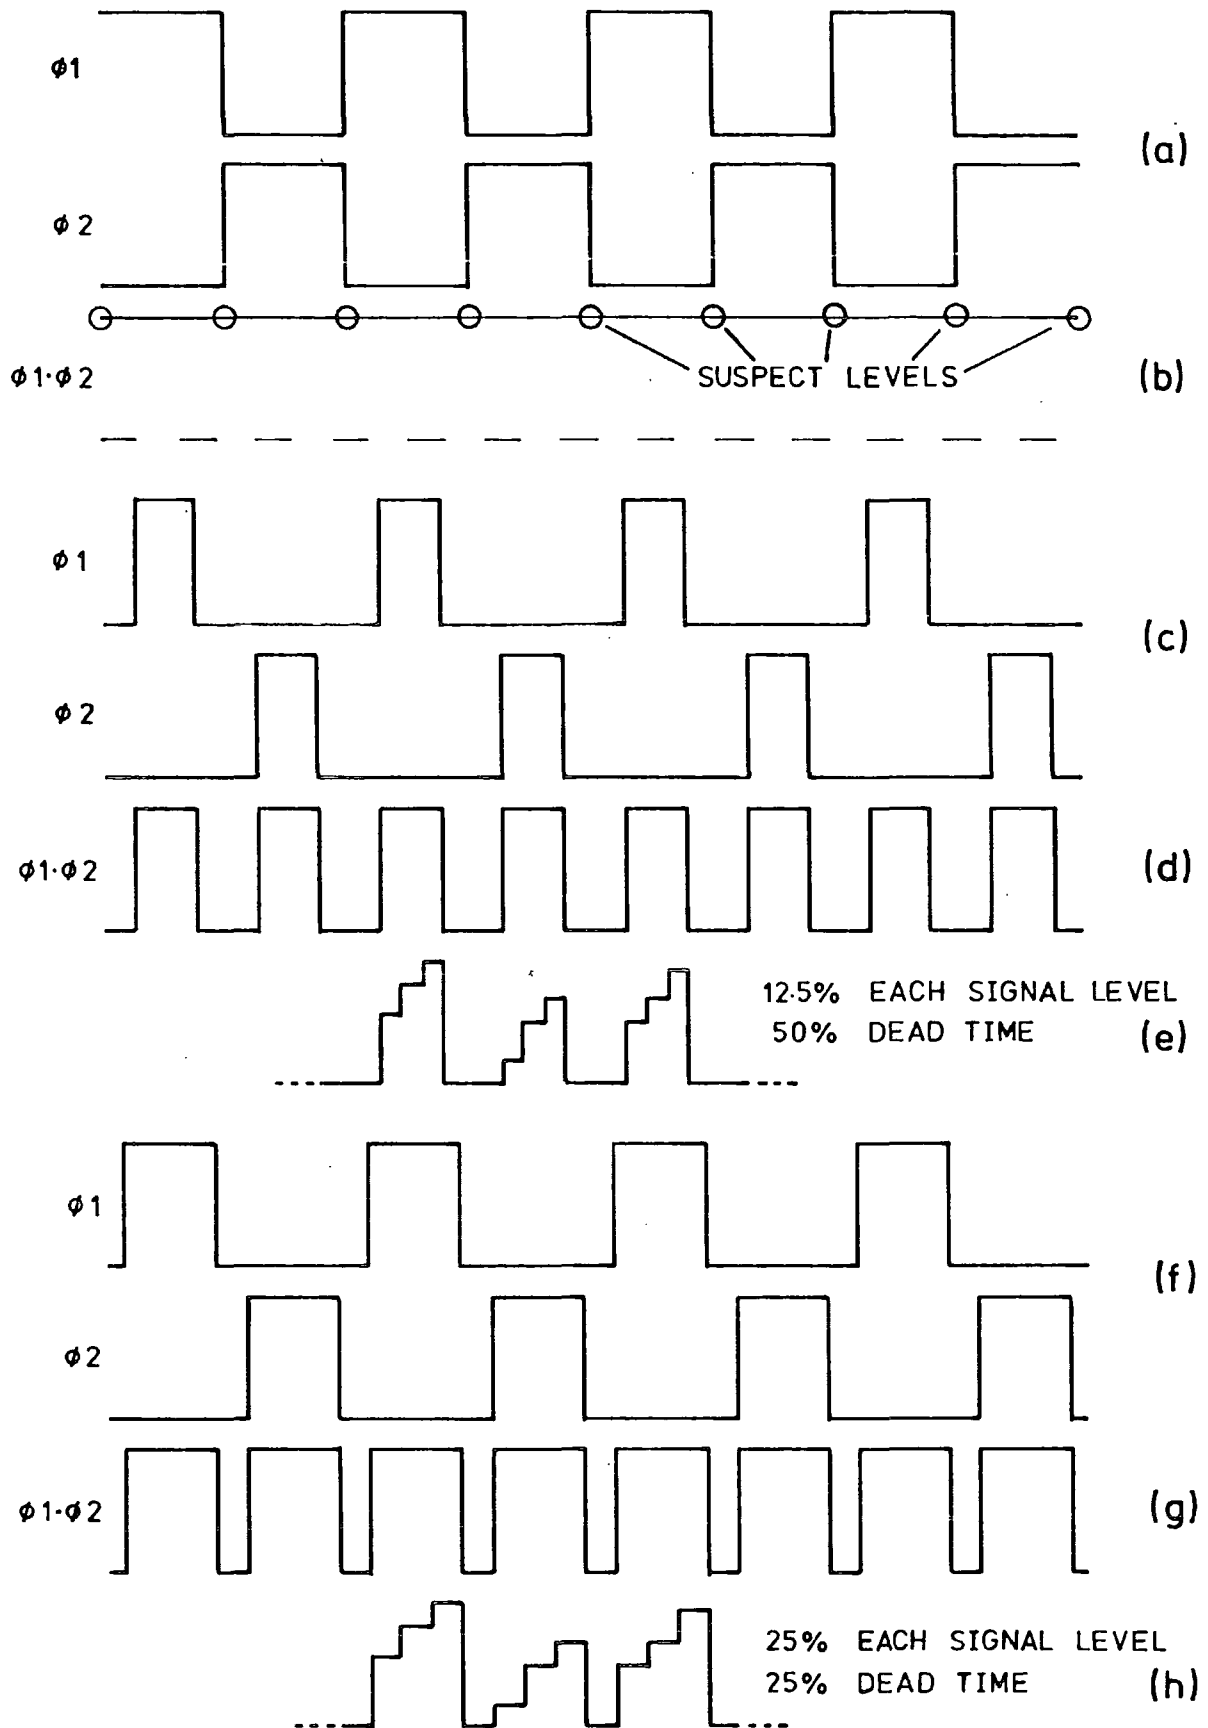 φ1
(a)
φ2
φ1·φ2
SUSPECT LEVELS
(b)
φ1
(c)
φ2
φ1·φ2
(d)
12·5% EACH SIGNAL LEVEL
50% DEAD TIME
(e)
φ1
(f)
φ2
φ1·φ2
(g)
25% EACH SIGNAL LEVEL
25% DEAD TIME
(h)